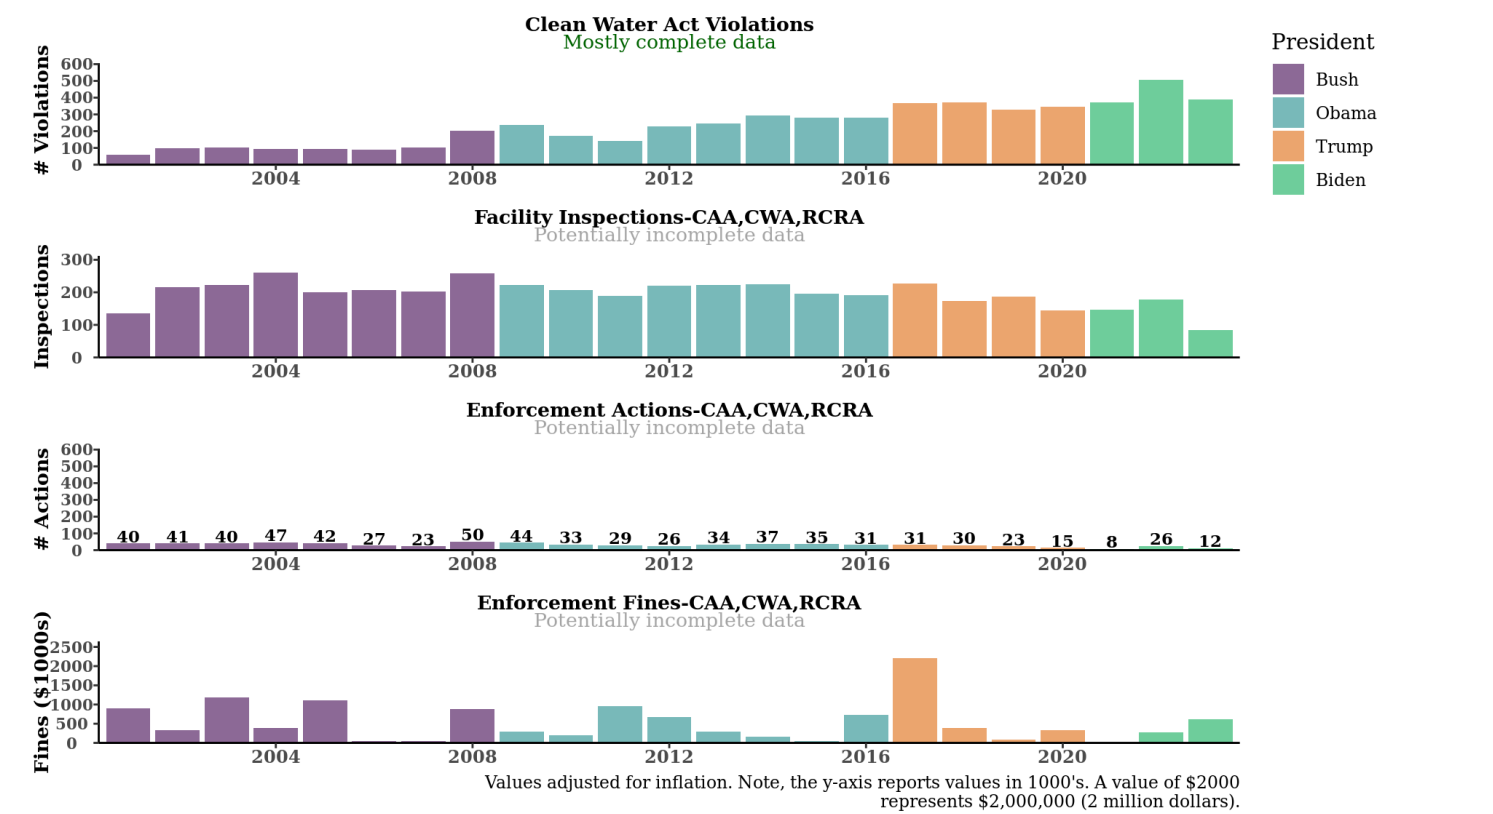 Clean Water Act Violations
Mostly complete data
# Violations
600
500
400
300
200
100
0
2004 2008 2012 2016 2020
President
Bush
Obama
Trump
Biden
Facility Inspections-CAA,CWA,RCRA
Potentially incomplete data
Inspections
300
200
100
0
2004 2008 2012 2016 2020
Enforcement Actions-CAA,CWA,RCRA
Potentially incomplete data
# Actions
600
500
400
300
200
100
0
40 41 40 47 42 27 23 50 44 33 29 26 34 37 35 31 31 30 23 15 8 26 12
2004 2008 2012 2016 2020
Enforcement Fines-CAA,CWA,RCRA
Potentially incomplete data
Fines ($1000s)
2500
2000
1500
1000
500
0
2004 2008 2012 2016 2020
Values adjusted for inflation. Note, the y-axis reports values in 1000's. A value of $2000
represents $2,000,000 (2 million dollars).